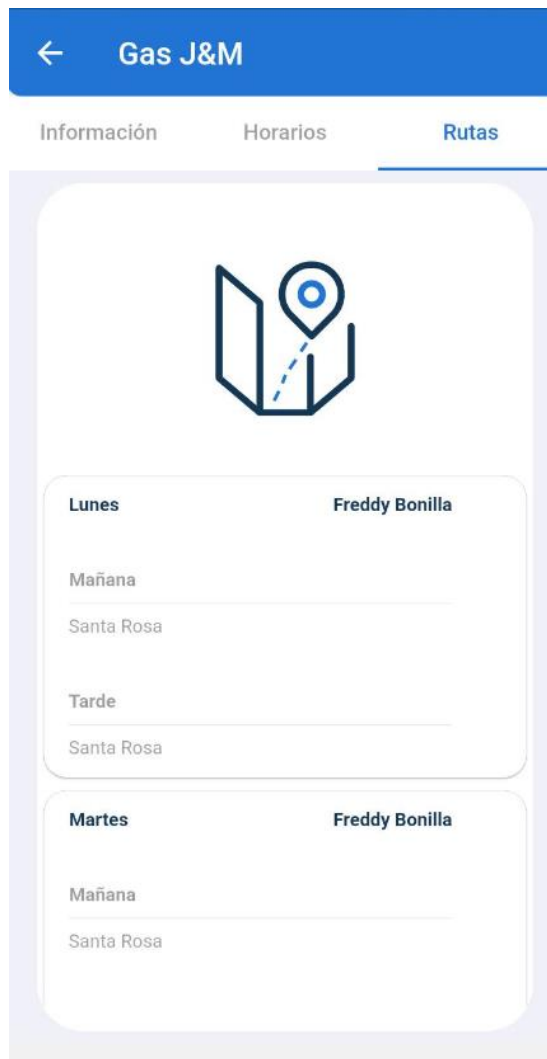 Gas J&M
Información Horarios Rutas
Lunes Freddy Bonilla
Mañana
Santa Rosa
Tarde
Santa Rosa
Martes Freddy Bonilla
Mañana
Santa Rosa